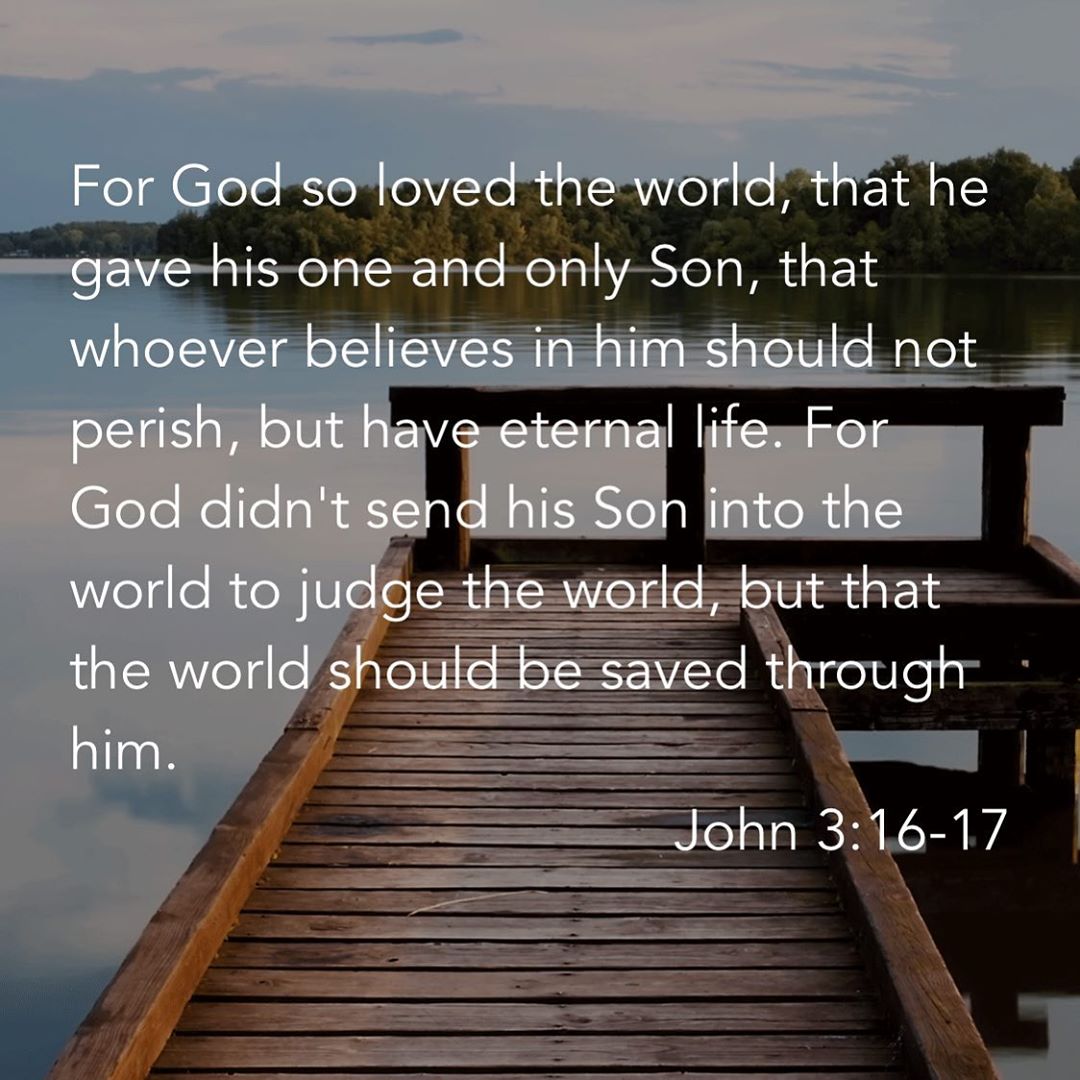 For God so loved the world, that he
gave his one and only Son, that
whoever believes in him should not
perish, but have eternal life. For
God didn't send his Son into the
world to judge the world, but that
the world should be saved through
him.
John 3:16-17